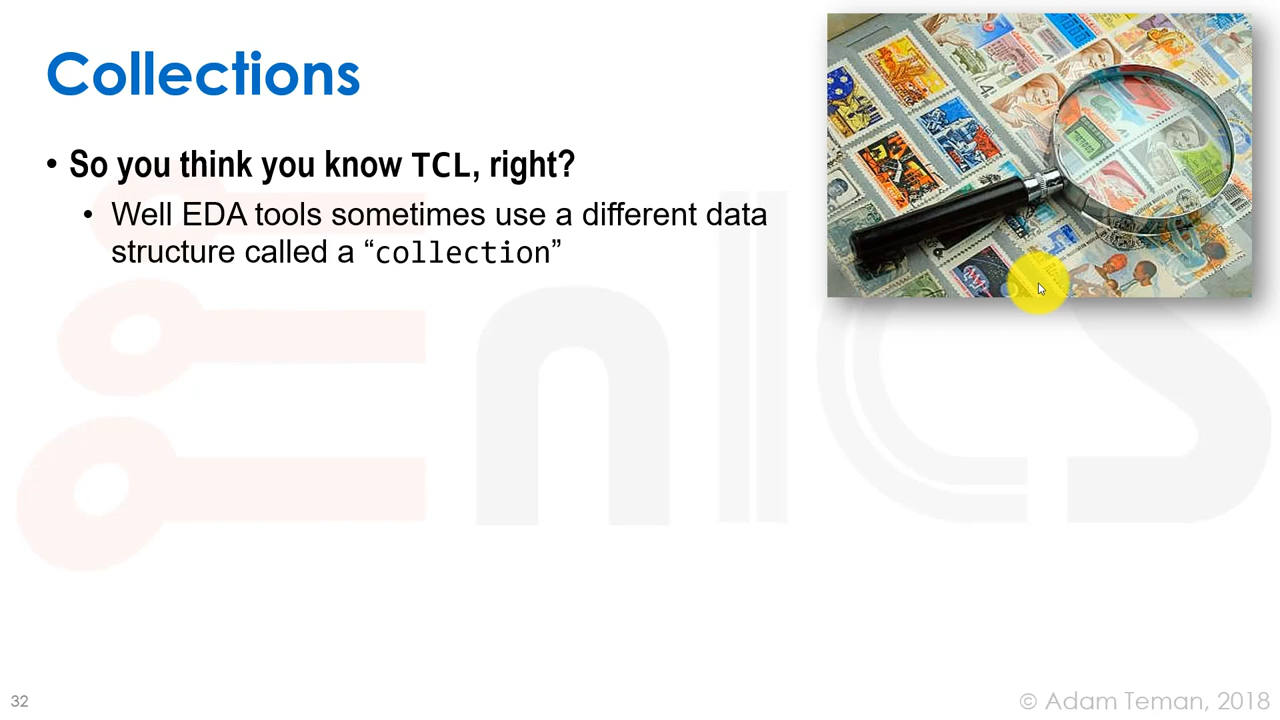 Collections
• So you think you know TCL, right?
• Well EDA tools sometimes use a different data
structure called a “collection”
enICS
32
© Adam Teman, 2018